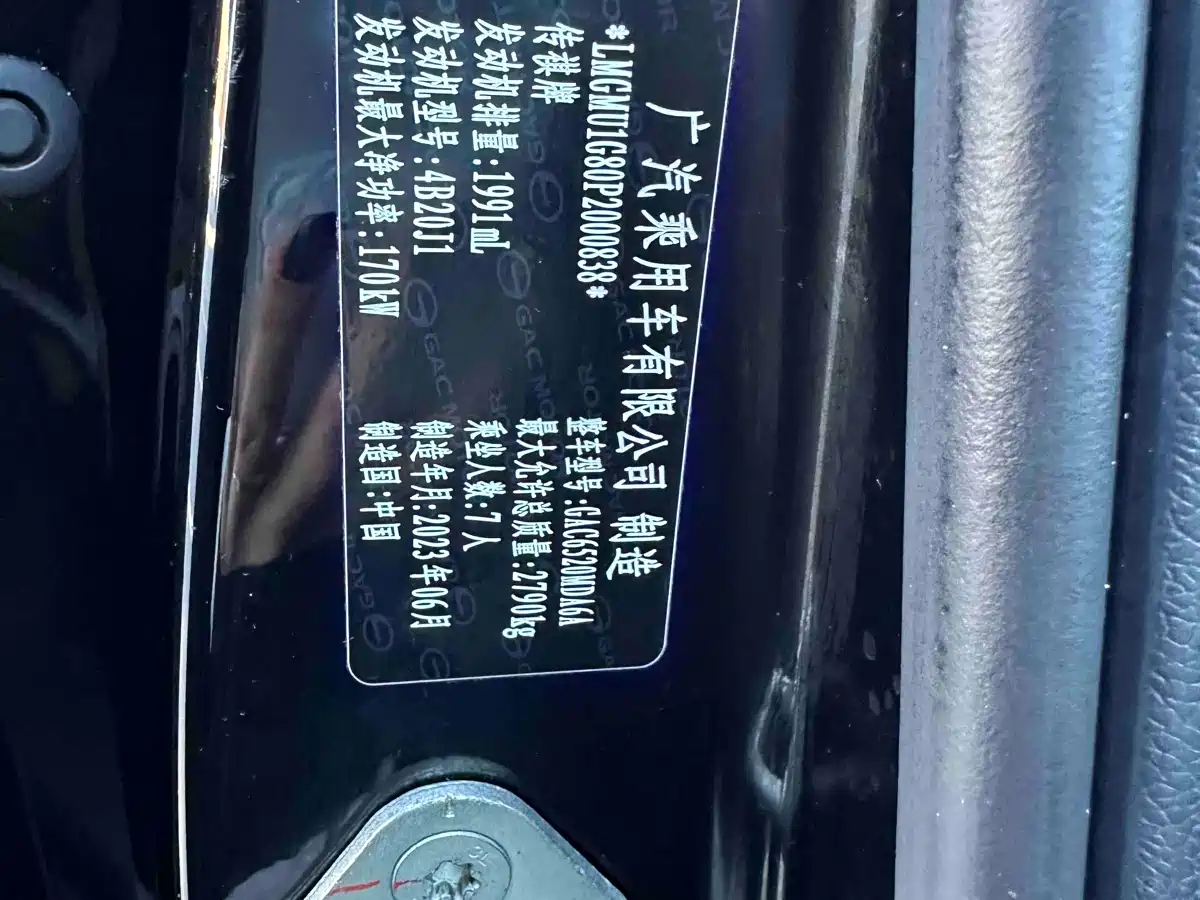 广汽乘用车有限公司 制造
*LMGMU1G80P2000838*
传祺牌 整车型号:GAC6520MDA6A
发动机排量:1991mL 最大允许总质量:2790kg
发动机型号:4B20J1 乘坐人数:7人
发动机最大净功率:170kW 制造年月:2023年06月
制造国:中国